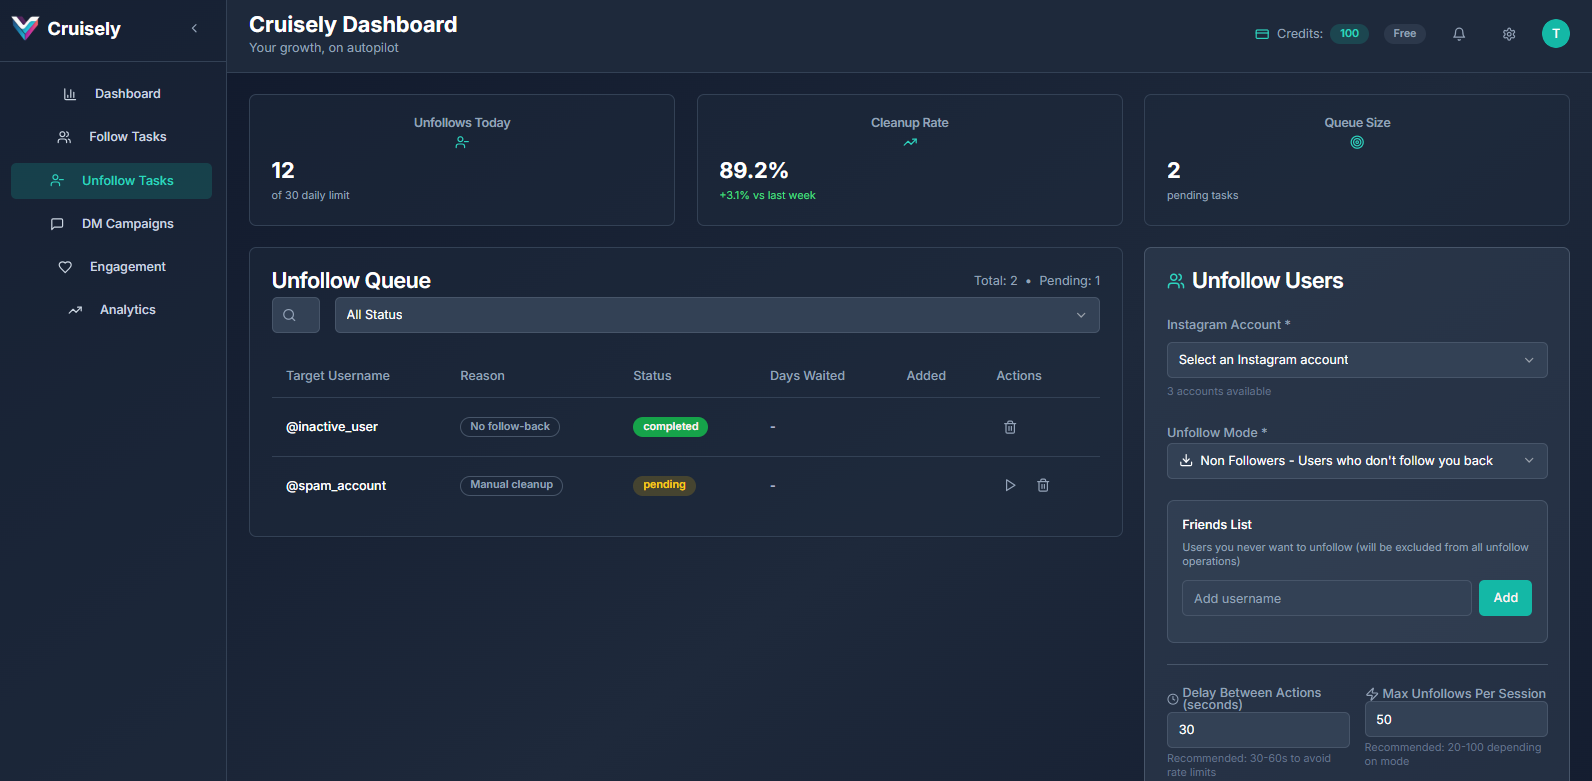 Cruisely
Dashboard
Follow Tasks
Unfollow Tasks
DM Campaigns
Engagement
Analytics
Cruisely Dashboard
Your growth, on autopilot
Credits: 100
Free
T
Unfollows Today
12
of 30 daily limit
Cleanup Rate
89.2%
+3.1% vs last week
Queue Size
2
pending tasks
Unfollow Queue
Total: 2 • Pending: 1
All Status
Target Username Reason Status Days Waited Added Actions
@inactive_user No follow-back completed -
@spam_account Manual cleanup pending -
Unfollow Users
Instagram Account *
Select an Instagram account
3 accounts available
Unfollow Mode *
Non Followers - Users who don't follow you back
Friends List
Users you never want to unfollow (will be excluded from all unfollow
operations)
Add username
Add
Delay Between Actions
(seconds)
30
Recommended: 30-60s to avoid
rate limits
Max Unfollows Per Session
50
Recommended: 20-100 depending
on mode